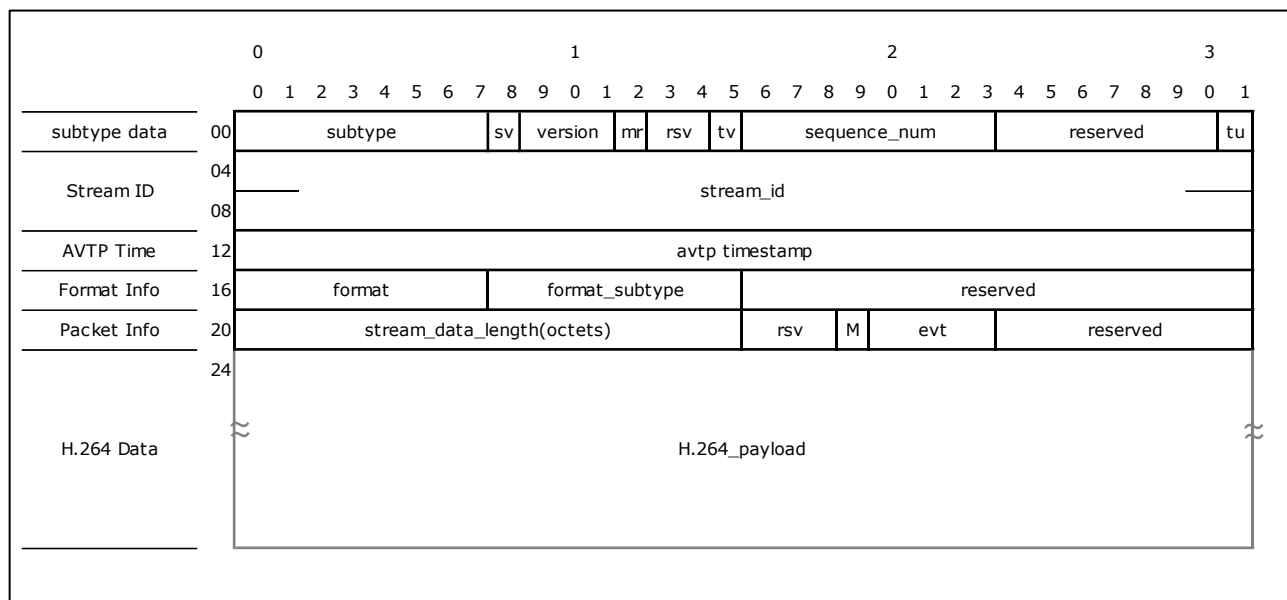 0 1 2 3
0 1 2 3 4 5 6 7 8 9 0 1 2 3 4 5 6 7 8 9 0 1 2 3 4 5 6 7 8 9 0 1
subtype data 00 subtype sv version mr rsv tv sequence_num reserved tu
04
Stream ID stream_id
08
AVTP Time 12 avtp timestamp
Format Info 16 format format_subtype reserved
Packet Info 20 stream_data_length(octets) rsv M evt reserved
24
H.264 Data H.264_payload